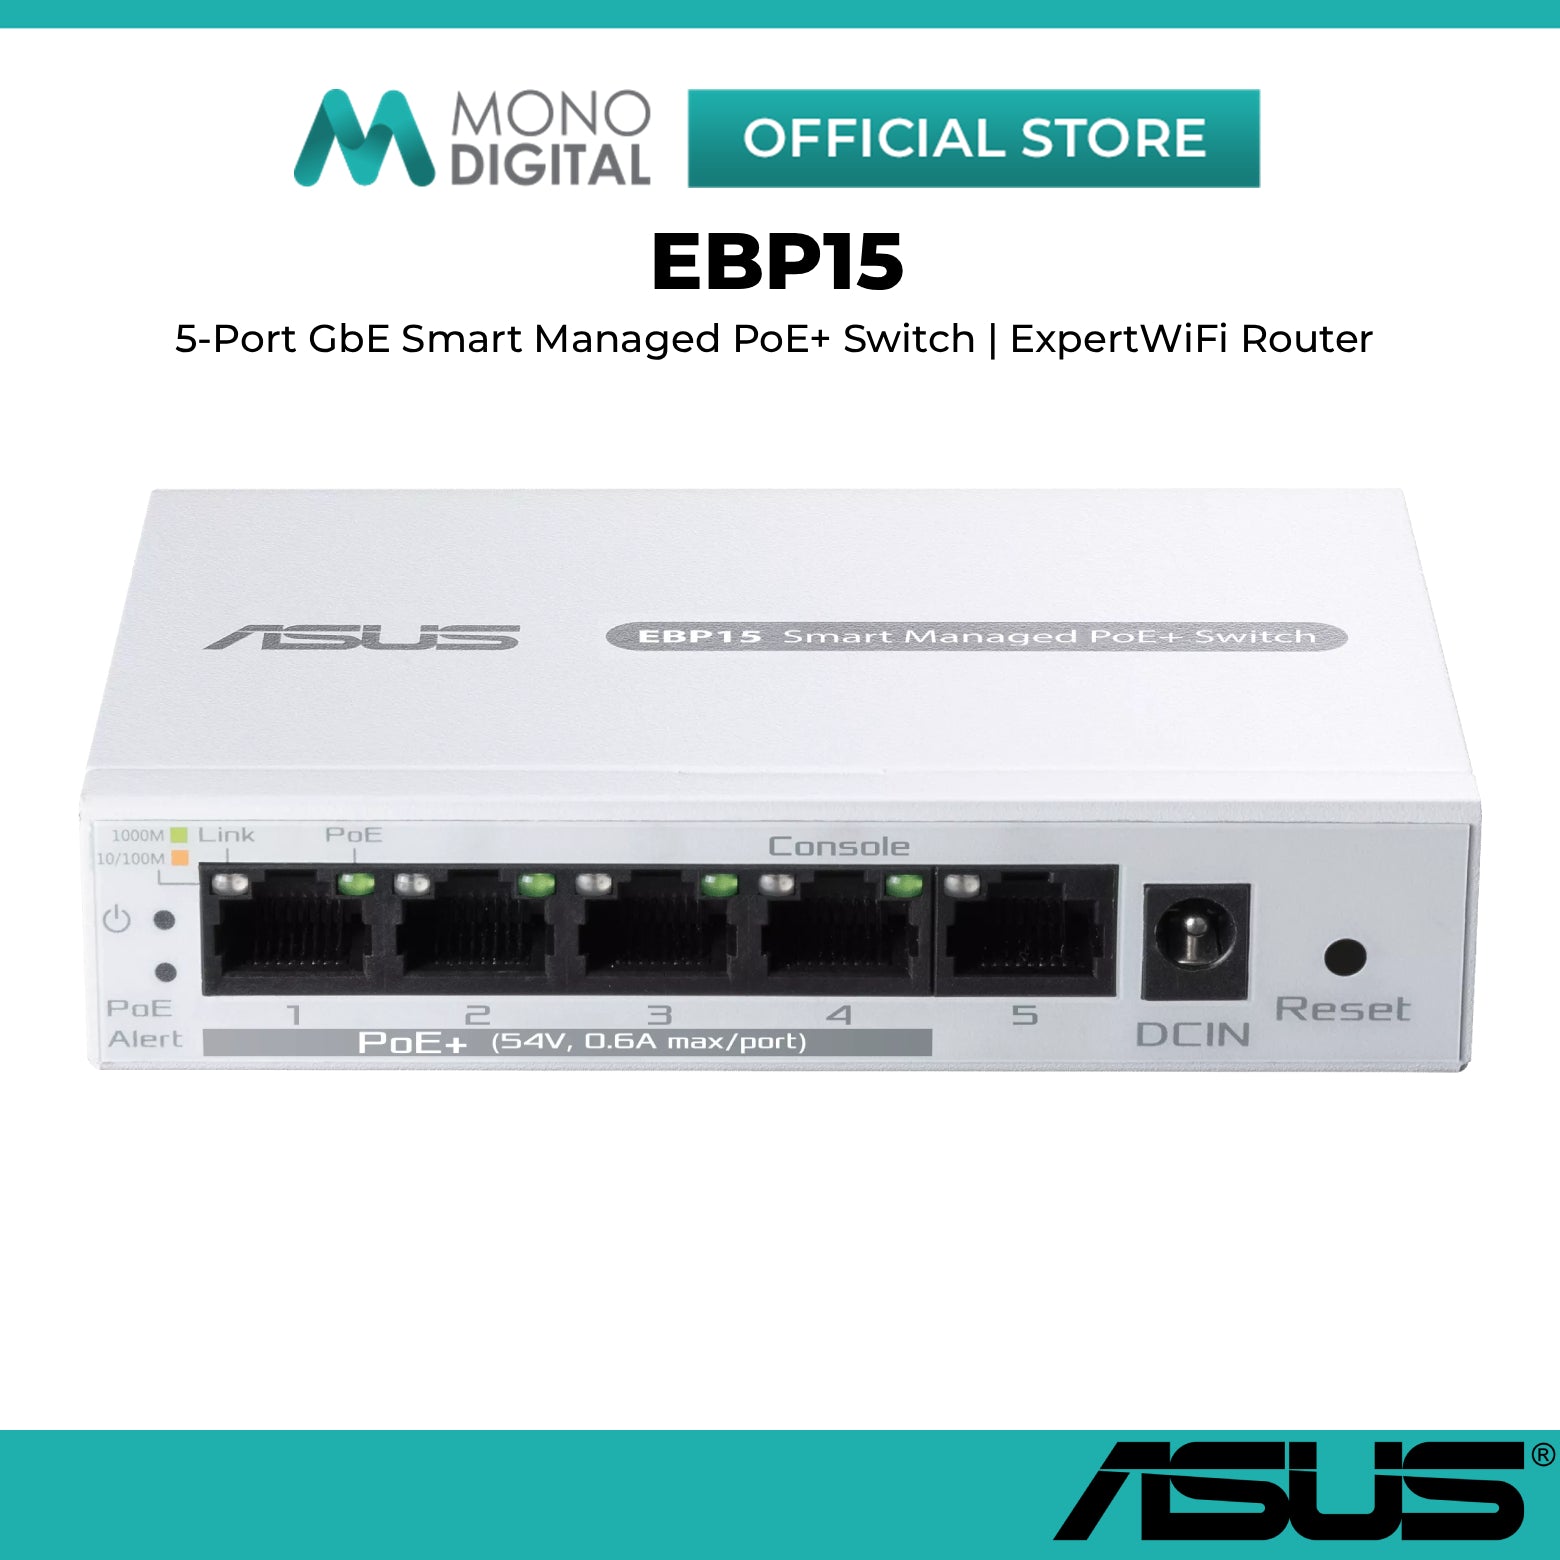 MONO
DIGITAL
OFFICIAL STORE
EBP15
5-Port GbE Smart Managed PoE+ Switch | ExpertWiFi Router
ASUS
EBP15 Smart Managed PoE+ Switch
1000M Link PoE
10/100M
Console
PoE
Alert
1 2 3 4 5
PoE+ (54V, 0.6A max/port)
DCIN
Reset
ASUS®